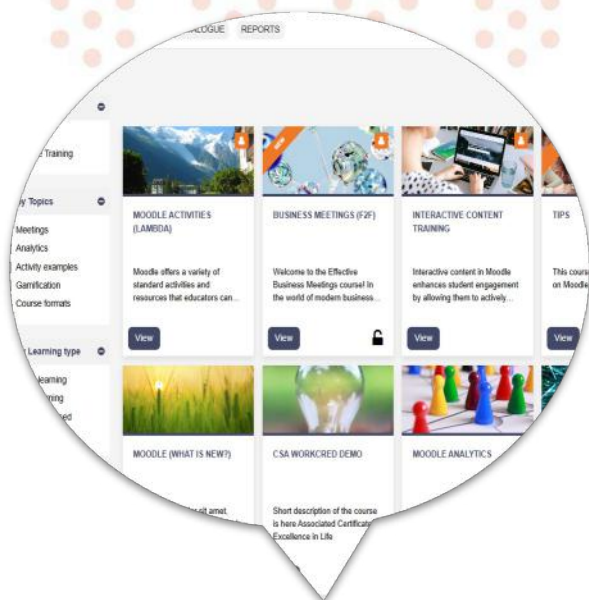 REPORTS
Training
Topics
Meetings
Analytics
Activity examples
Gamification
Course formats
Learning type
MOODLE ACTIVITIES
(LAMBDA)
Moodle offers a variety of
standard activities and
resources that educators can...
View
NEW
BUSINESS MEETINGS (F2F)
Welcome to the Effective
Business Meetings course! In
the world of modern business...
View
INTERACTIVE CONTENT
TRAINING
Interactive content in Moodle
enhances student engagement
by allowing them to actively...
View
TIPS
This course
on Moodle
View
MOODLE (WHAT IS NEW?)
sit amet,
CSA WORKCRED DEMO
Short description of the course
is here Associated Certificate
Excellence in Life
MOODLE ANALYTICS